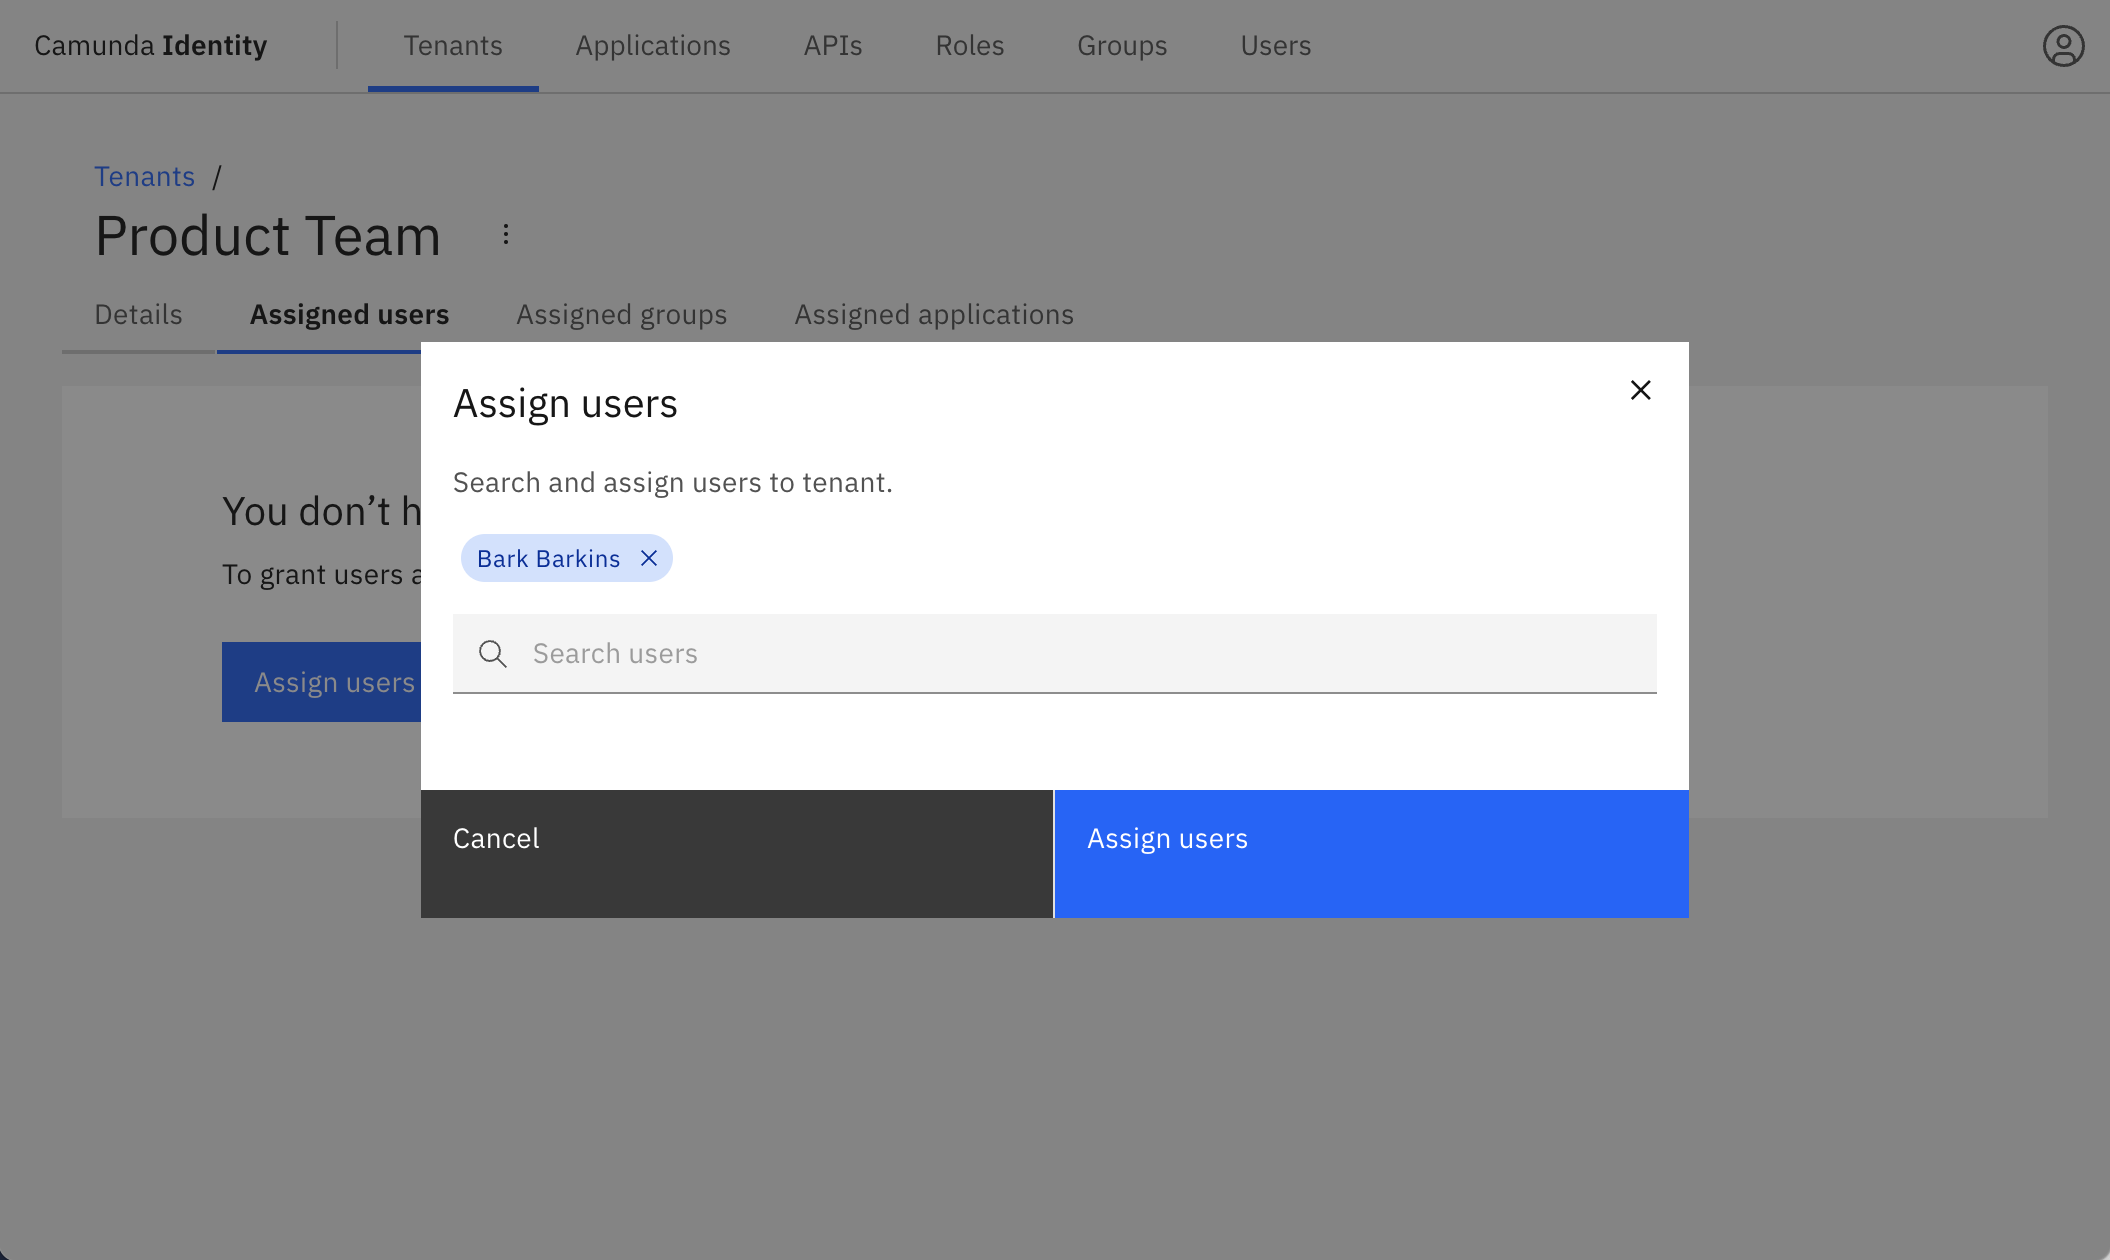 Camunda Identity
Tenants
Applications
APIs
Roles
Groups
Users
Tenants /
Product Team
Details
Assigned users
Assigned groups
Assigned applications
Assign users
Search and assign users to tenant.
You don’t h
Bark Barkins
To grant users a
Search users
Assign users
Cancel
Assign users